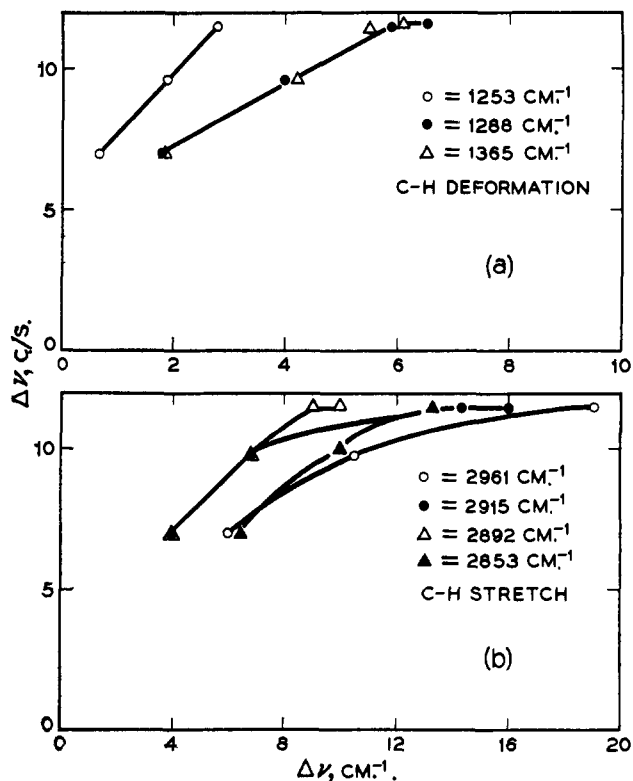 10
5
0
0
2
4
6
8
10
○ = 1253 CM.⁻¹
● = 1288 CM.⁻¹
△ = 1365 CM.⁻¹
C-H DEFORMATION
(a)
Δν, c/s.
10
5
0
0
4
8
12
16
20
○ = 2961 CM.⁻¹
● = 2915 CM.⁻¹
△ = 2892 CM.⁻¹
▲ = 2853 CM.⁻¹
C-H STRETCH
(b)
Δν, CM.⁻¹.